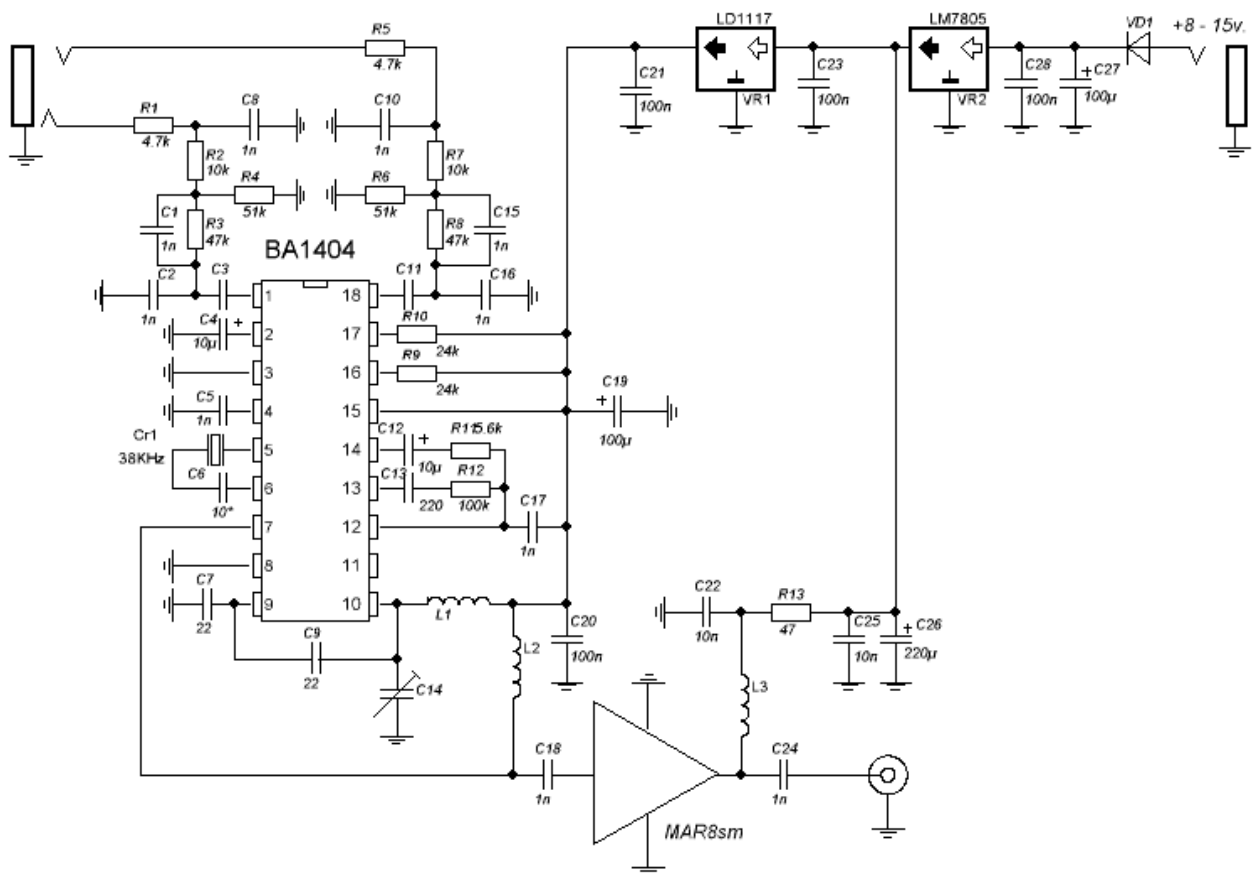 LD1117
LM7805
VD1
+8 - 15v.
R5
4.7k
C21
100n
VR1
C23
100n
VR2
C28
100n
C27
100µ
R1
4.7k
C8
1n
C10
1n
R2
10k
R7
10k
R4
51k
R6
51k
C1
1n
R3
47k
R8
47k
C15
1n
BA1404
C2
1n
C3
C11
C16
1n
1
18
C4
10µ
2
17
R10
24k
3
16
R9
24k
C5
1n
4
15
C19
100µ
Cr1
38KHz
5
14
C12
10µ
R11 5.6k
C6
10*
6
13
C13
220
R12
100k
7
12
C17
1n
8
11
C7
22
9
10
L1
C20
100n
C22
10n
R13
47
C25
10n
C26
220µ
C9
22
L2
C14
L3
C18
1n
C24
1n
MAR8sm